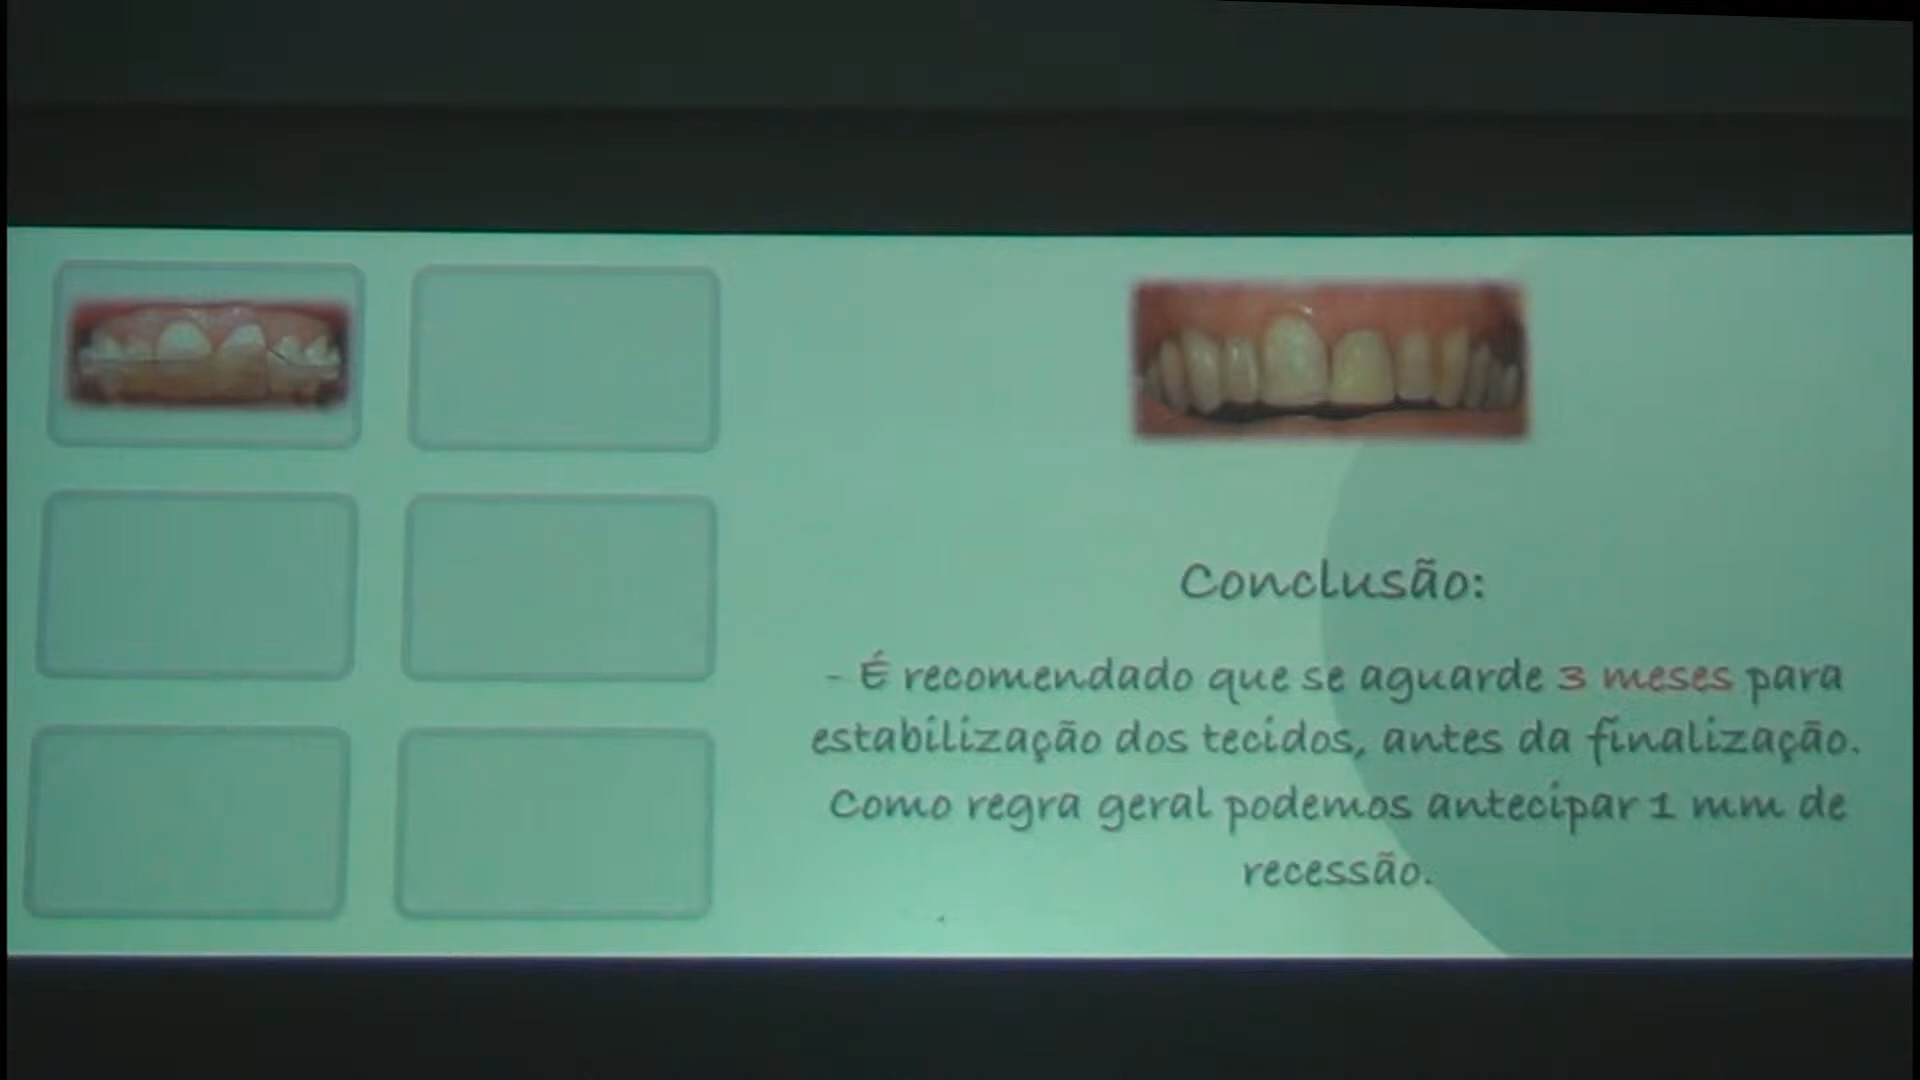 Conclusão:
- É recomendado que se aguarde 3 meses para
estabilização dos tecidos, antes da finalização.
Como regra geral podemos antecipar 1 mm de
recessão.